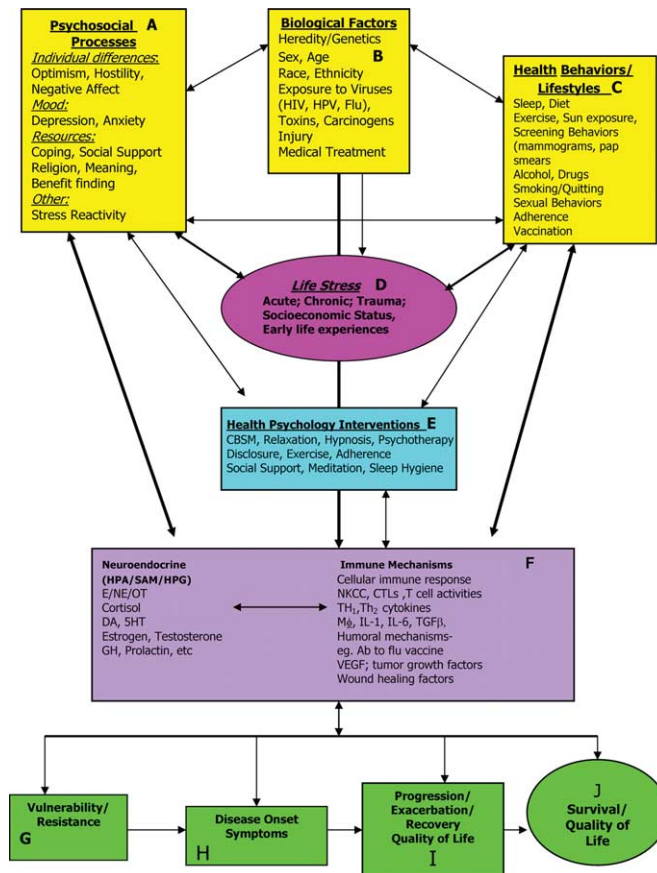 Psychosocial A
Processes
Individual differences:
Optimism, Hostility,
Negative Affect
Mood:
Depression, Anxiety
Resources:
Coping, Social Support
Religion, Meaning,
Benefit finding
Other:
Stress Reactivity
Biological Factors
Heredity/Genetics
Sex, Age B
Race, Ethnicity
Exposure to Viruses
(HIV, HPV, Flu),
Toxins, Carcinogens
Injury
Medical Treatment
Health Behaviors/
Lifestyles C
Sleep, Diet
Exercise, Sun exposure,
Screening Behaviors
(mammograms, pap
smears
Alcohol, Drugs
Smoking/Quitting
Sexual Behaviors
Adherence
Vaccination
Life Stress D
Acute; Chronic; Trauma;
Socioeconomic Status,
Early life experiences
Health Psychology Interventions E
CBSM, Relaxation, Hypnosis, Psychotherapy
Disclosure, Exercise, Adherence
Social Support, Meditation, Sleep Hygiene
F
Neuroendocrine
(HPA/SAM/HPG)
E/NE/OT
Cortisol
DA, 5HT
Estrogen, Testosterone
GH, Prolactin, etc
Immune Mechanisms
Cellular immune response
NKCC, CTLs ,T cell activities
TH1,Th2 cytokines
Mϕ, IL-1, IL-6, TGFβ,
Humoral mechanisms-
eg. Ab to flu vaccine
VEGF; tumor growth factors
Wound healing factors
Vulnerability/
Resistance
G
Disease Onset
Symptoms
H
Progression/
Exacerbation/
Recovery
Quality of Life
I
J
Survival/
Quality of
Life